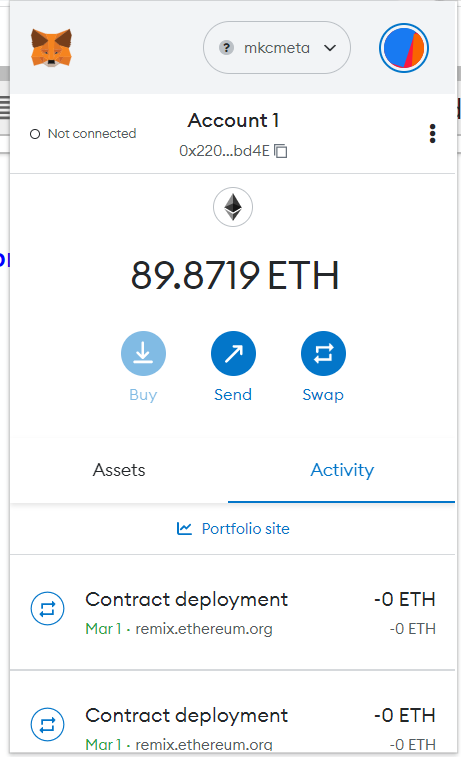 ? mkcmeta
Not connected
Account 1
0x220...bd4E
89.8719 ETH
Buy Send Swap
Assets Activity
Portfolio site
Contract deployment -0 ETH
Mar 1 · remix.ethereum.org -0 ETH
Contract deployment -0 ETH
Mar 1 · remix.ethereum.org -0 ETH